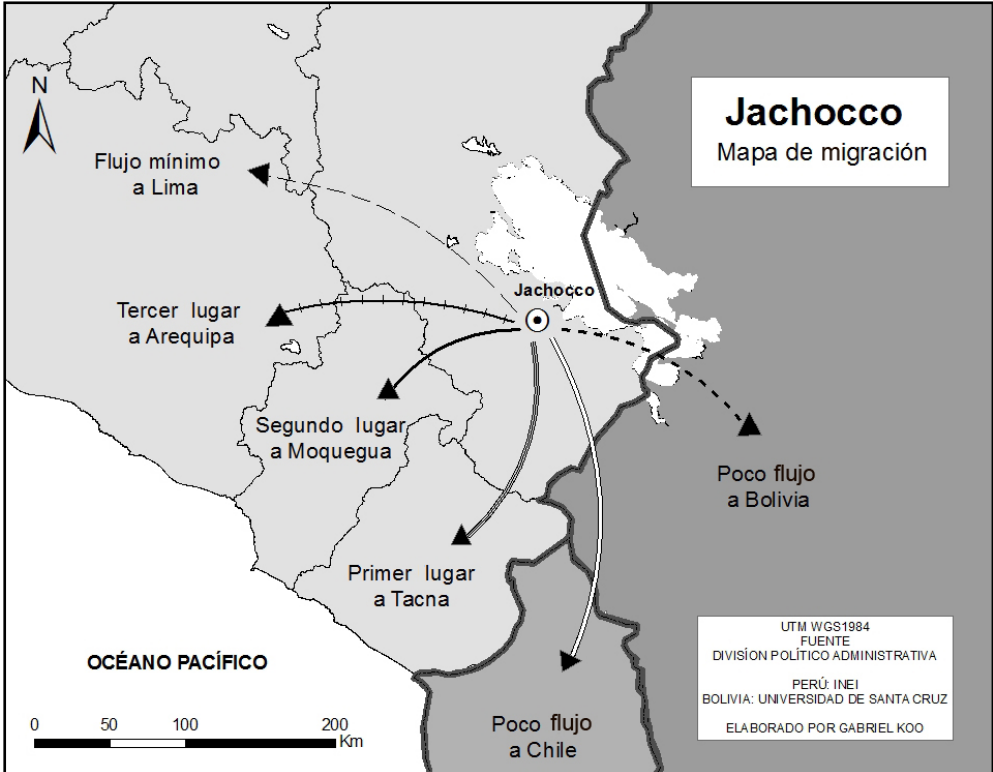 Jachocco
Mapa de migración
N
Flujo mínimo
a Lima
Jachocco
Tercer lugar
a Arequipa
Segundo lugar
a Moquegua
Poco flujo
a Bolivia
Primer lugar
a Tacna
OCÉANO PACÍFICO
0 50 100 200
Km
Poco flujo
a Chile
UTM WGS1984
FUENTE
DIVISÍON POLÍTICO ADMINISTRATIVA
PERÚ: INEI
BOLIVIA: UNIVERSIDAD DE SANTA CRUZ
ELABORADO POR GABRIEL KOO